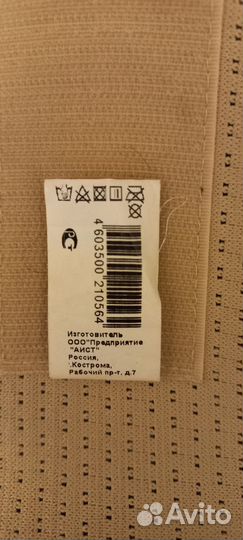 4 603500 210564
Изготовитель
ООО"Предприятие
"АИСТ"
Россия,
г.Кострома,
Рабочий пр-т, д.7
Avito